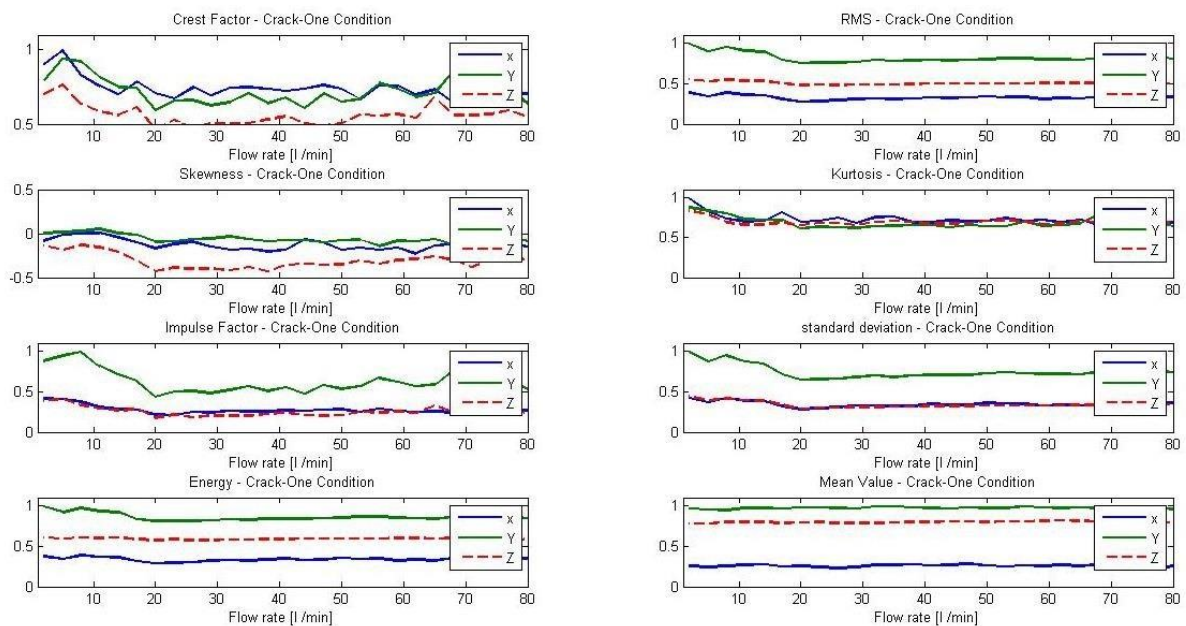 Crest Factor - Crack-One Condition
1
0.5
x
Y
Z
10 20 30 40 50 60 70 80
Flow rate [l /min]
RMS - Crack-One Condition
1
0.5
0
x
Y
Z
10 20 30 40 50 60 70 80
Flow rate [l /min]
Skewness - Crack-One Condition
0.5
0
-0.5
x
Y
Z
10 20 30 40 50 60 70 80
Flow rate [l /min]
Kurtosis - Crack-One Condition
1
0.5
0
x
Y
Z
10 20 30 40 50 60 70 80
Flow rate [l /min]
Impulse Factor - Crack-One Condition
1
0.5
0
x
Y
Z
10 20 30 40 50 60 70 80
Flow rate [l /min]
standard deviation - Crack-One Condition
1
0.5
0
x
Y
Z
10 20 30 40 50 60 70 80
Flow rate [l /min]
Energy - Crack-One Condition
1
0.5
0
x
Y
Z
10 20 30 40 50 60 70 80
Flow rate [l /min]
Mean Value - Crack-One Condition
1
0.5
0
x
Y
Z
10 20 30 40 50 60 70 80
Flow rate [l /min]